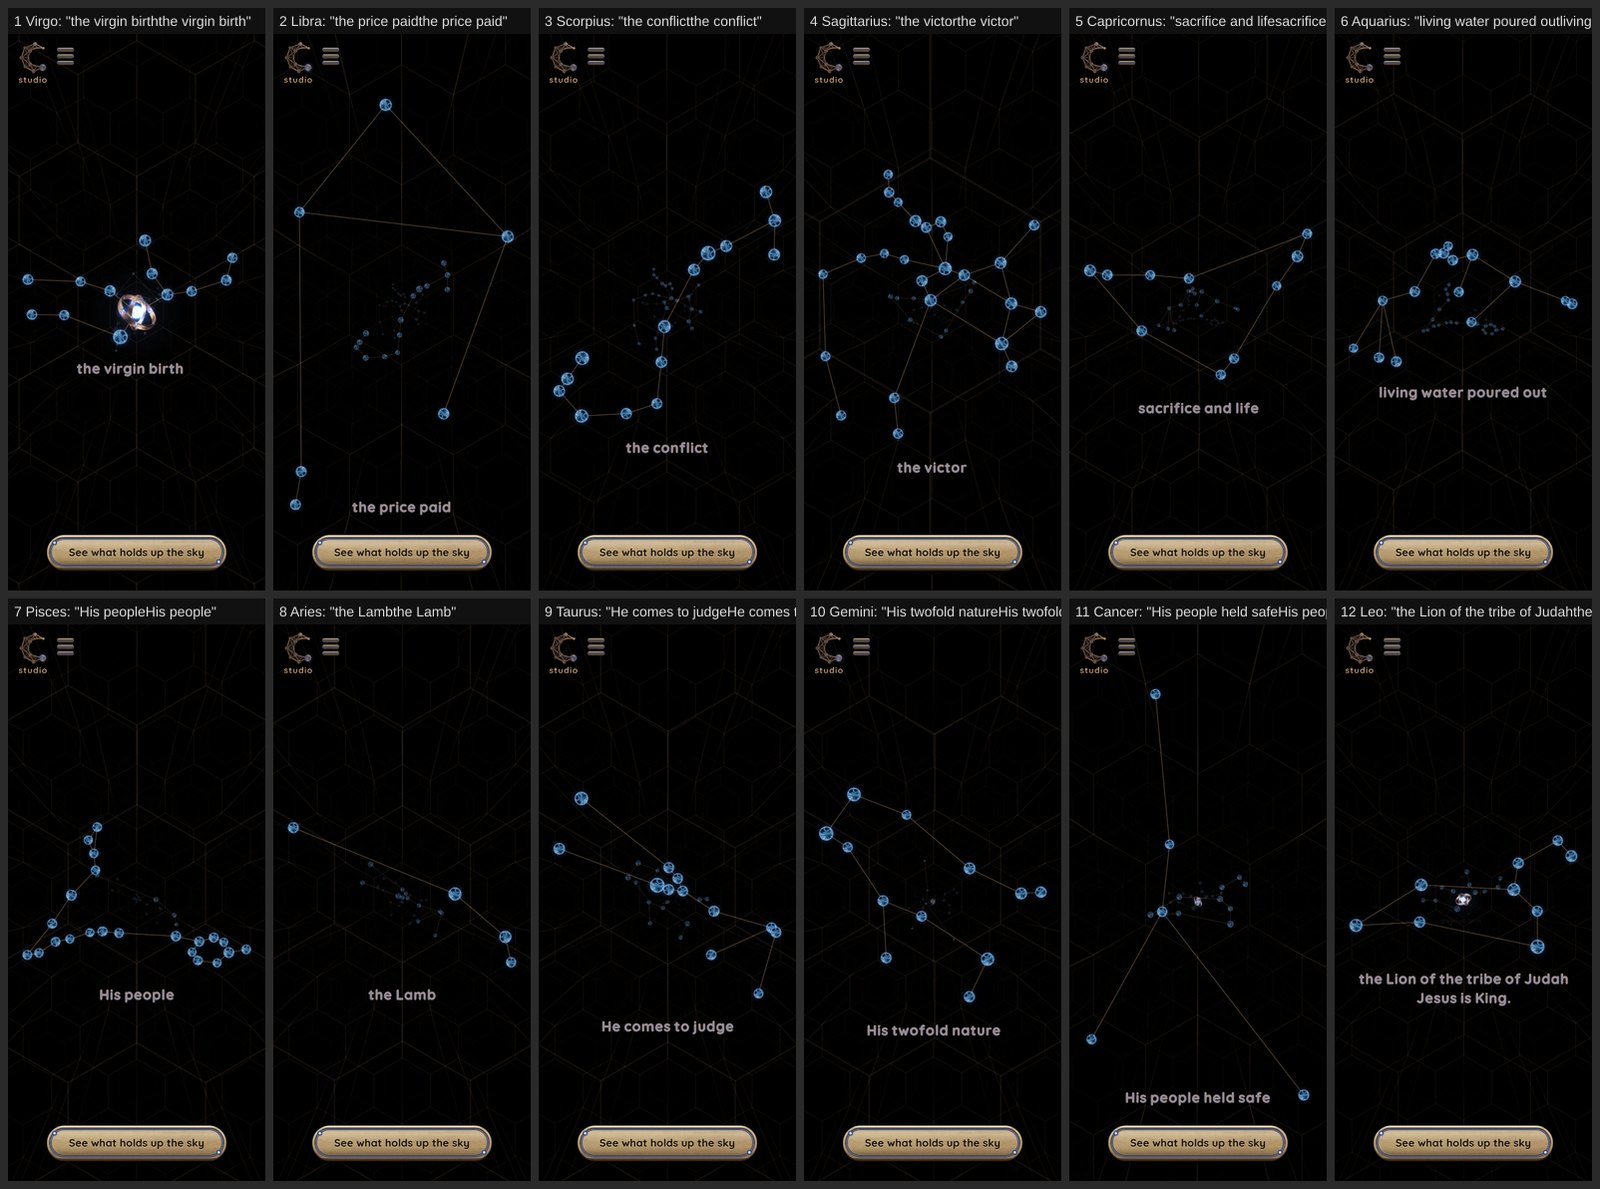 1 Virgo: "the virgin birththe virgin birth"
studio
the virgin birth
See what holds up the sky
2 Libra: "the price paidthe price paid"
studio
the price paid
See what holds up the sky
3 Scorpius: "the conflictthe conflict"
studio
the conflict
See what holds up the sky
4 Sagittarius: "the victorthe victor"
studio
the victor
See what holds up the sky
5 Capricornus: "sacrifice and lifesacrifice
studio
sacrifice and life
See what holds up the sky
6 Aquarius: "living water poured outliving
studio
living water poured out
See what holds up the sky
7 Pisces: "His peopleHis people"
studio
His people
See what holds up the sky
8 Aries: "the Lambthe Lamb"
studio
the Lamb
See what holds up the sky
9 Taurus: "He comes to judgeHe comes t
studio
He comes to judge
See what holds up the sky
10 Gemini: "His twofold natureHis twofold
studio
His twofold nature
See what holds up the sky
11 Cancer: "His people held safeHis peo
studio
His people held safe
See what holds up the sky
12 Leo: "the Lion of the tribe of Judahthe
studio
the Lion of the tribe of Judah
Jesus is King.
See what holds up the sky